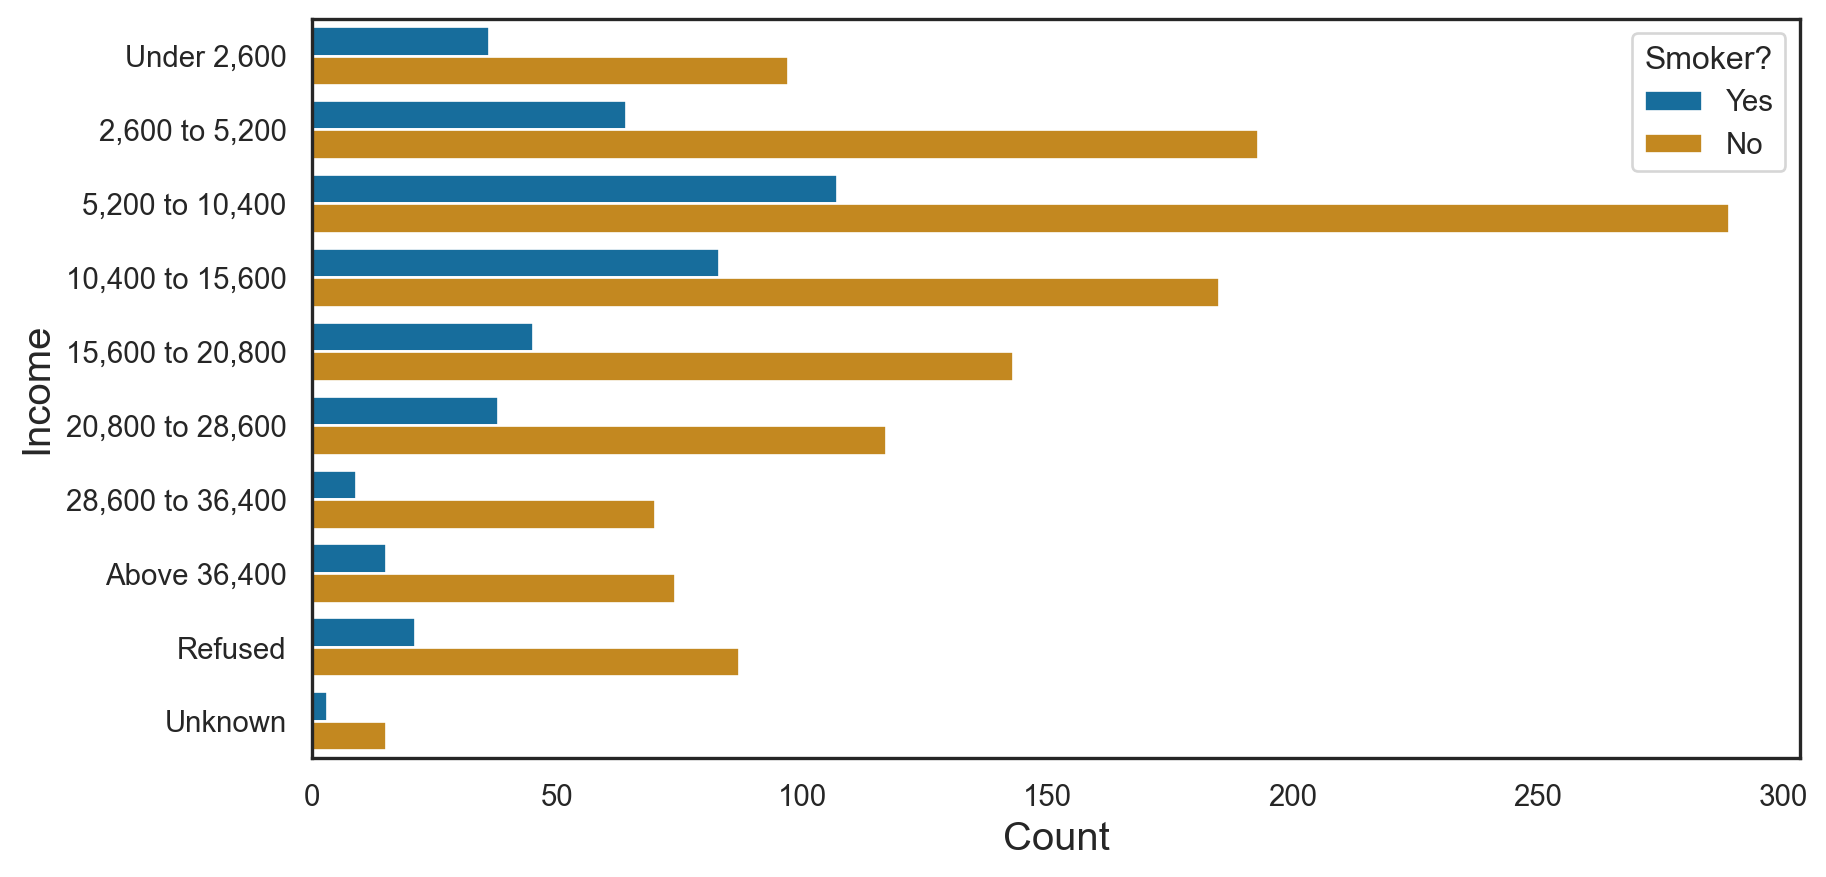 Smoker?
Yes
No
Income
Under 2,600
2,600 to 5,200
5,200 to 10,400
10,400 to 15,600
15,600 to 20,800
20,800 to 28,600
28,600 to 36,400
Above 36,400
Refused
Unknown
0 50 100 150 200 250 300
Count